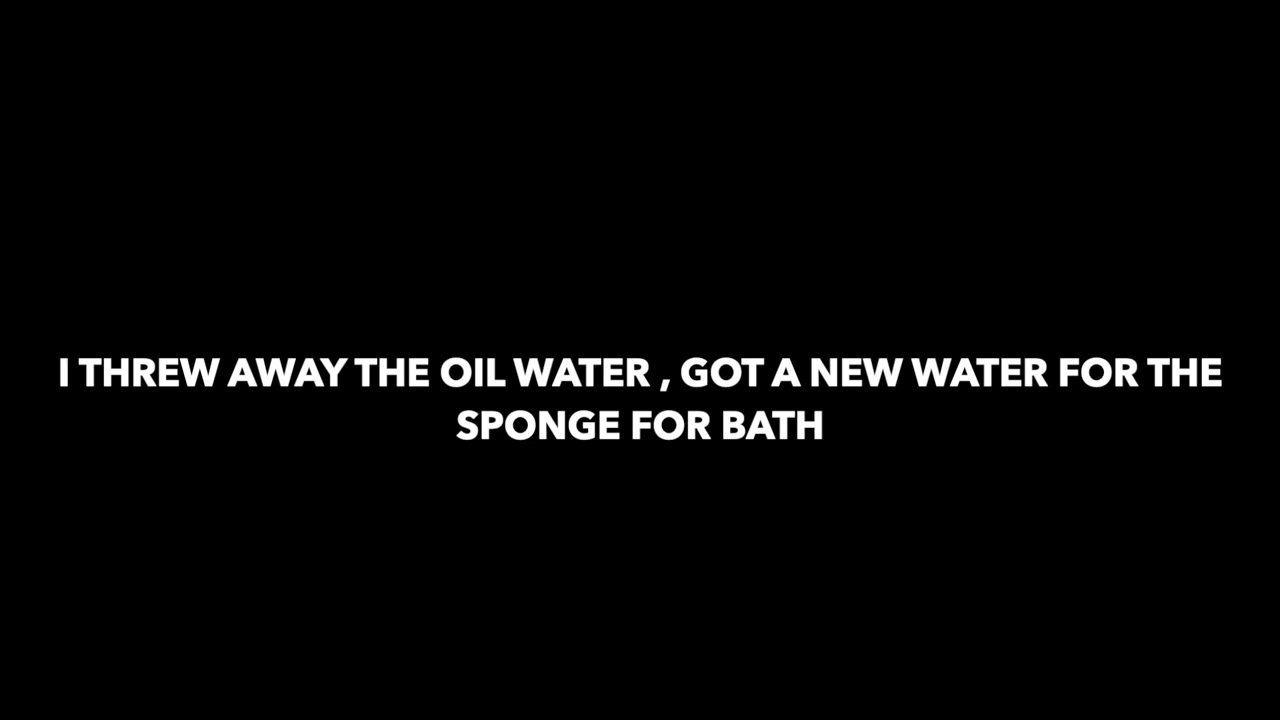 I THREW AWAY THE OIL WATER , GOT A NEW WATER FOR THE
SPONGE FOR BATH